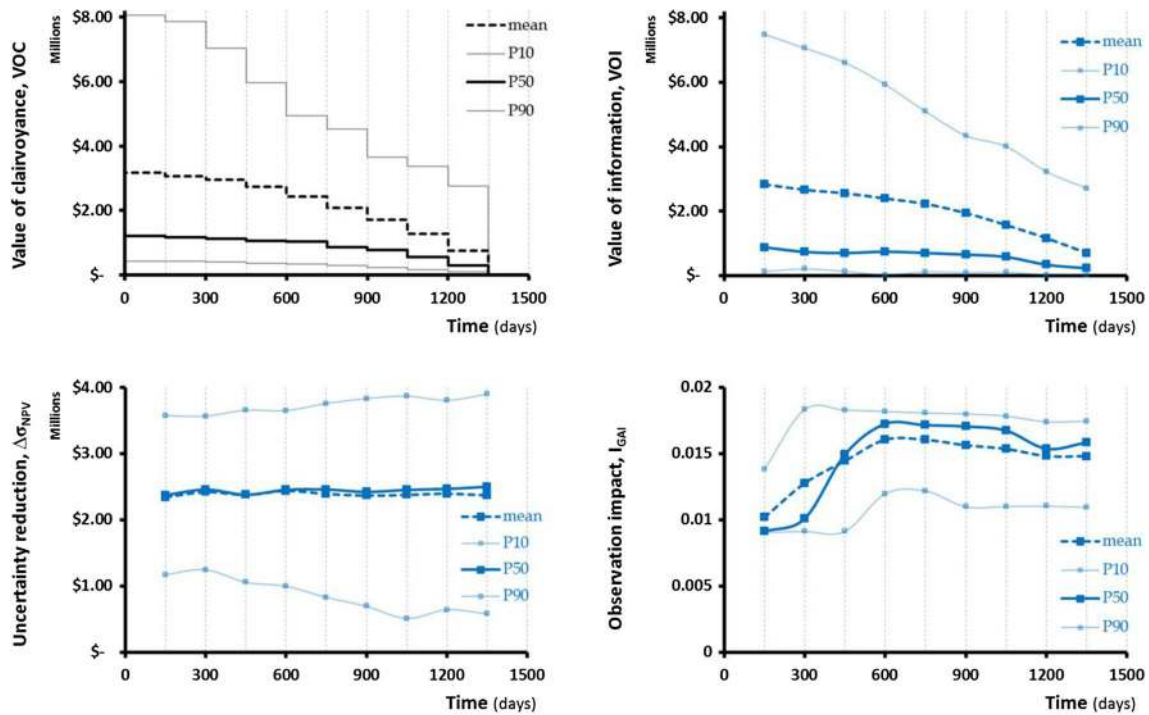 Value of clairvoyance, VOC
Millions
$8.00
$6.00
$4.00
$2.00
$-
mean
P10
P50
P90
0 300 600 900 1200 1500
Time (days)
Value of information, VOI
Millions
$8.00
$6.00
$4.00
$2.00
$-
mean
P10
P50
P90
0 300 600 900 1200 1500
Time (days)
Uncertainty reduction, ΔσNPV
Millions
$4.00
$3.00
$2.00
$1.00
$-
mean
P10
P50
P90
0 300 600 900 1200 1500
Time (days)
Observation impact, IGAI
0.02
0.015
0.01
0.005
0
mean
P10
P50
P90
0 300 600 900 1200 1500
Time (days)